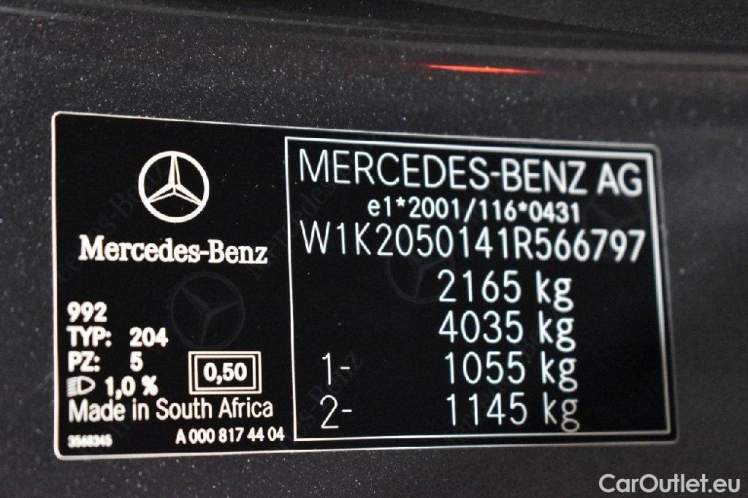 Mercedes-Benz
992
TYP: 204
PZ: 5
1,0 %
0,50
Made in South Africa
3568345
A 000 817 44 04
MERCEDES-BENZ AG
e1*2001/116*0431
W1K2050141R566797
2165 kg
4035 kg
1- 1055 kg
2- 1145 kg
CarOutlet.eu